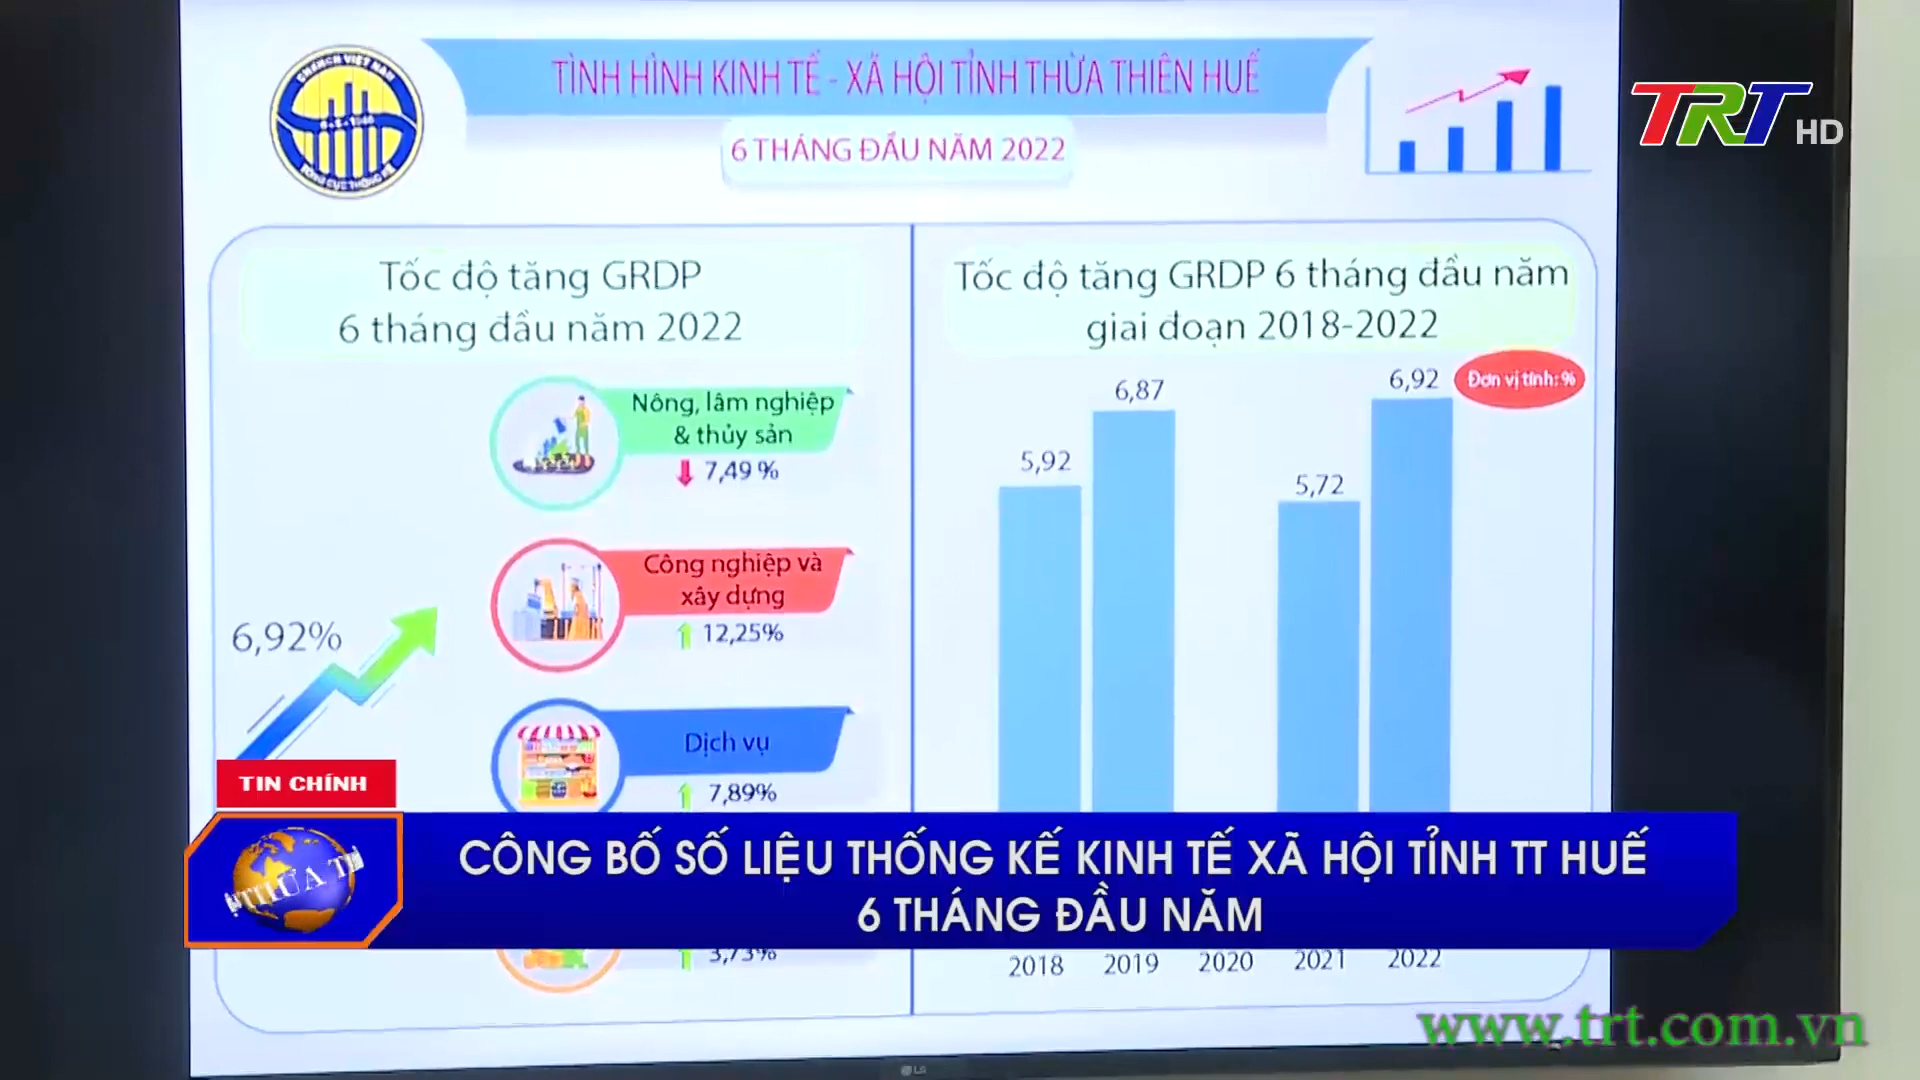 TÌNH HÌNH KINH TẾ - XÃ HỘI TỈNH THỪA THIÊN HUẾ
6 THÁNG ĐẦU NĂM 2022
TRT HD
Tốc độ tăng GRDP
6 tháng đầu năm 2022
Nông, lâm nghiệp
& thủy sản
7,49 %
Công nghiệp và
xây dựng
12,25%
6,92%
Dịch vụ
7,89%
3,73%
Tốc độ tăng GRDP 6 tháng đầu năm
giai đoạn 2018-2022
Đơn vị tính: %
5,92
6,87
5,72
6,92
2018 2019 2020 2021 2022
TIN CHÍNH
CÔNG BỐ SỐ LIỆU THỐNG KẾ KINH TẾ XÃ HỘI TỈNH TT HUẾ
6 THÁNG ĐẦU NĂM
www.trt.com.vn
LG